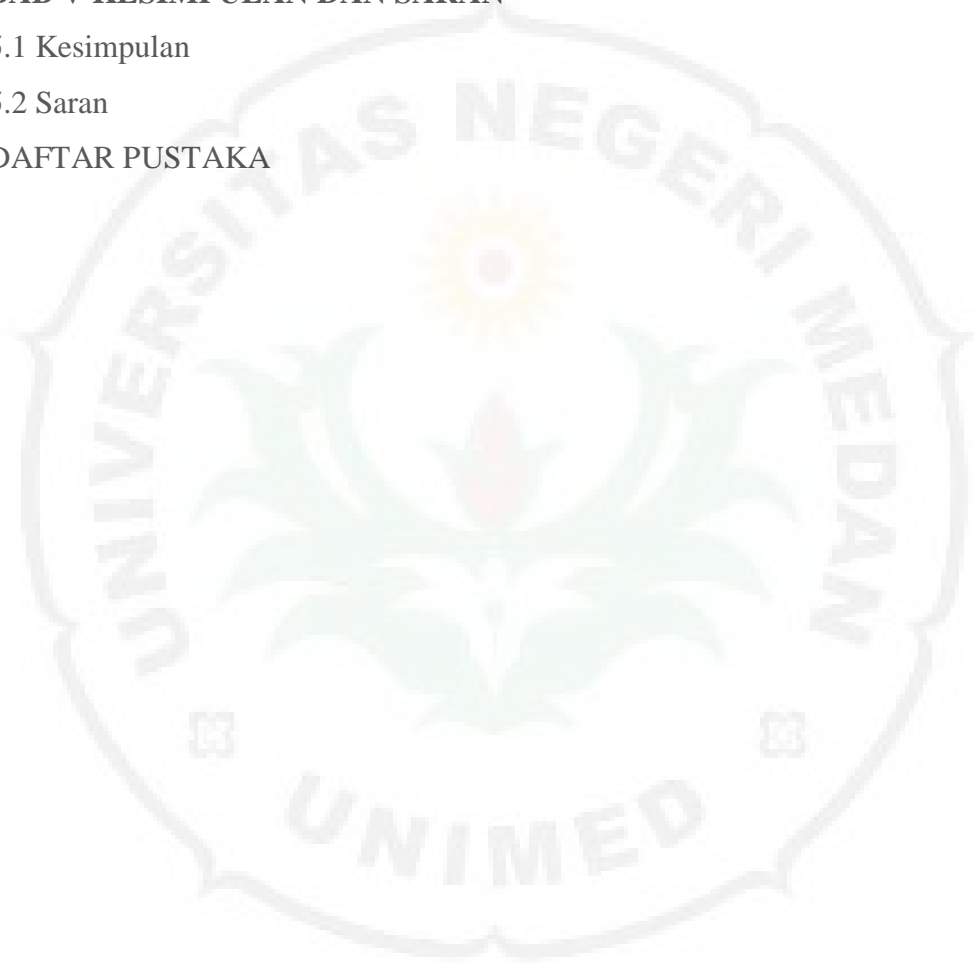 BAB V KESIMPULAN DAN SARAN
5.1 Kesimpulan
5.2 Saran
DAFTAR PUSTAKA
UNIVERSITAS NEGERI MEDAN
UNIMED